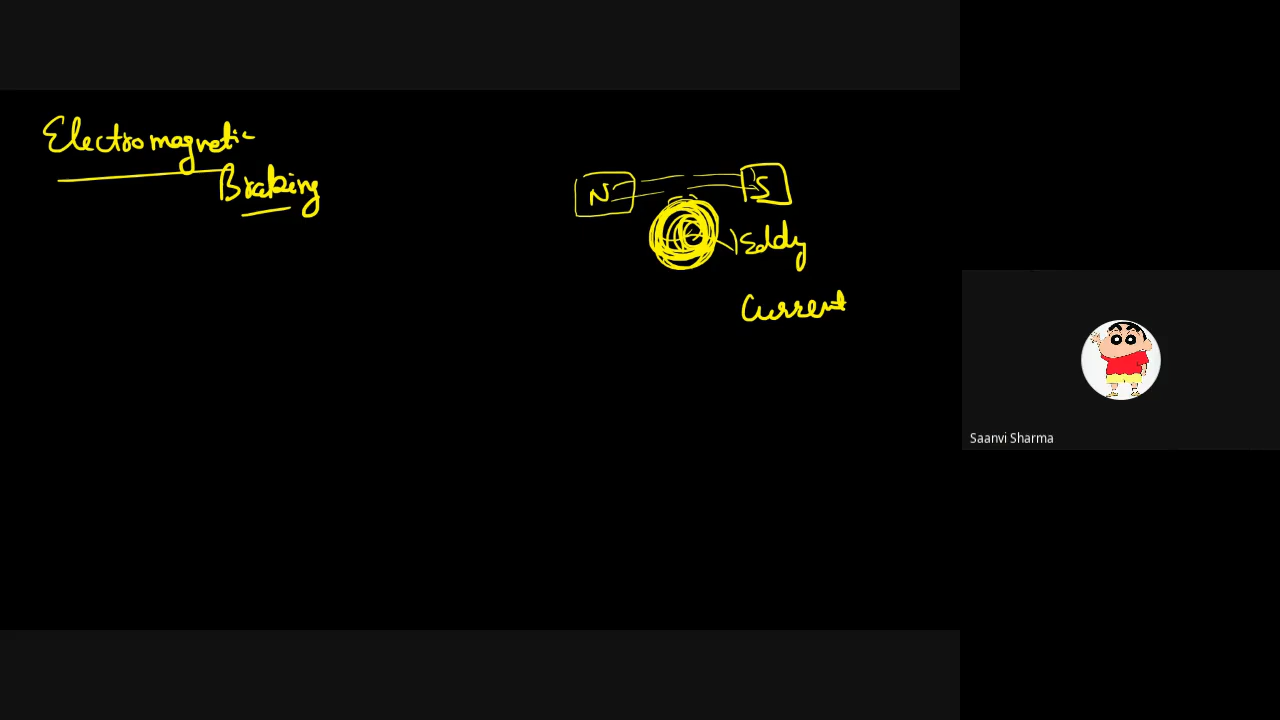 Electromagnetic
Braking
N
S
Eddy
Current
Saanvi Sharma